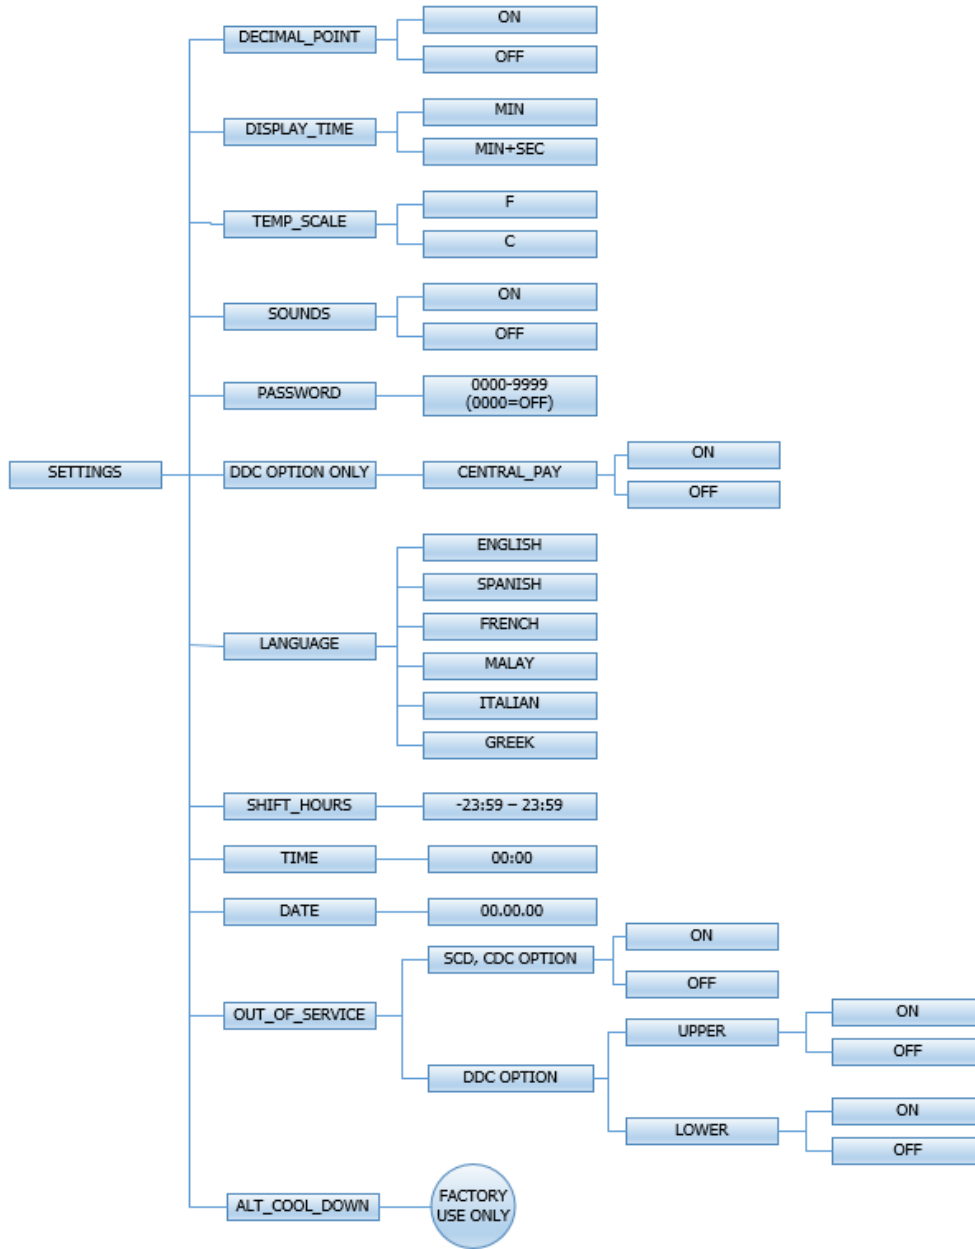 DECIMAL_POINT
ON
OFF
DISPLAY_TIME
MIN
MIN+SEC
TEMP_SCALE
F
C
SOUNDS
ON
OFF
PASSWORD
0000-9999
(0000=OFF)
SETTINGS
DDC OPTION ONLY
CENTRAL_PAY
ON
OFF
LANGUAGE
ENGLISH
SPANISH
FRENCH
MALAY
ITALIAN
GREEK
SHIFT_HOURS
-23:59 – 23:59
TIME
00:00
DATE
00.00.00
OUT_OF_SERVICE
SCD, CDC OPTION
ON
OFF
DDC OPTION
UPPER
ON
OFF
LOWER
ON
OFF
ALT_COOL_DOWN
FACTORY
USE ONLY